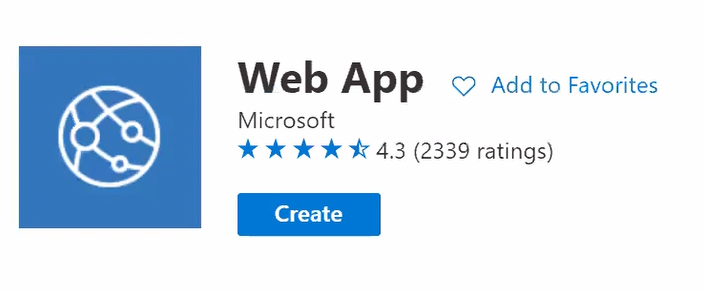 Web App Add to Favorites
Microsoft
4.3 (2339 ratings)
Create